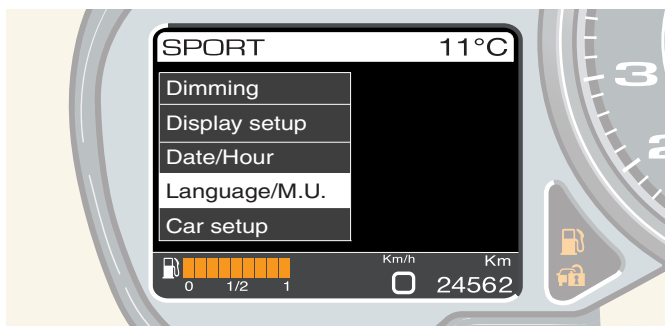 SPORT 11°C
Dimming
Display setup
Date/Hour
Language/M.U.
Car setup
Km/h Km
0 1/2 1 0 24562
3
2